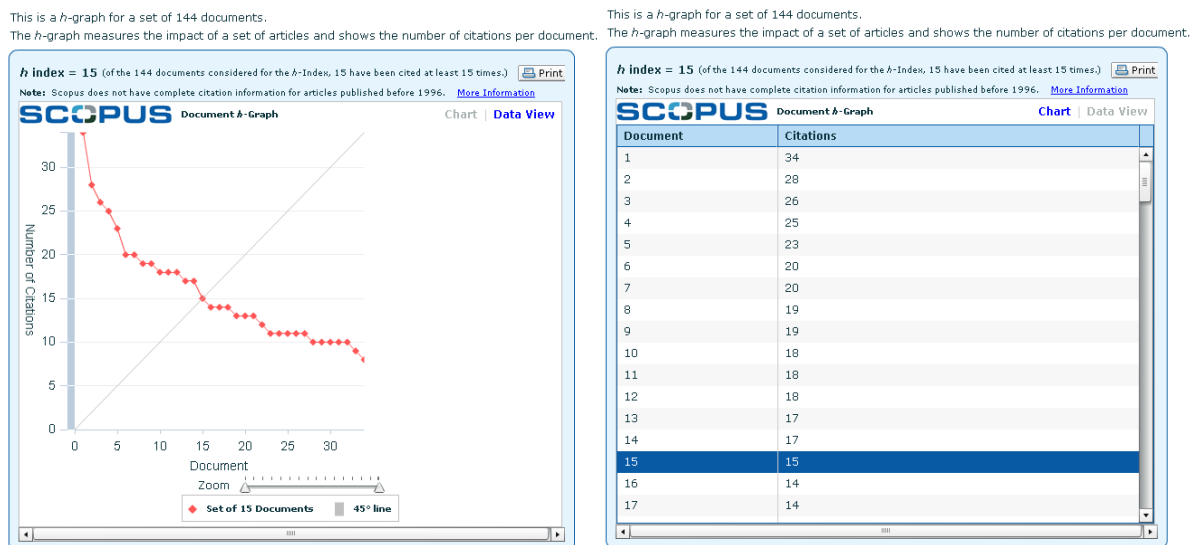 This is a h-graph for a set of 144 documents.
The h-graph measures the impact of a set of articles and shows the number of citations per document.
h index = 15 (of the 144 documents considered for the h-Index, 15 have been cited at least 15 times.)
Print
Note: Scopus does not have complete citation information for articles published before 1996. More Information
SCOPUS Document h-Graph
Chart | Data View
30
25
20
15
10
5
0
Number of Citations
0 5 10 15 20 25 30
Document
Zoom
Set of 15 Documents 45° line
This is a h-graph for a set of 144 documents.
The h-graph measures the impact of a set of articles and shows the number of citations per document.
h index = 15 (of the 144 documents considered for the h-Index, 15 have been cited at least 15 times.)
Print
Note: Scopus does not have complete citation information for articles published before 1996. More Information
SCOPUS Document h-Graph
Chart | Data View
Document Citations
1 34
2 28
3 26
4 25
5 23
6 20
7 20
8 19
9 19
10 18
11 18
12 18
13 17
14 17
15 15
16 14
17 14